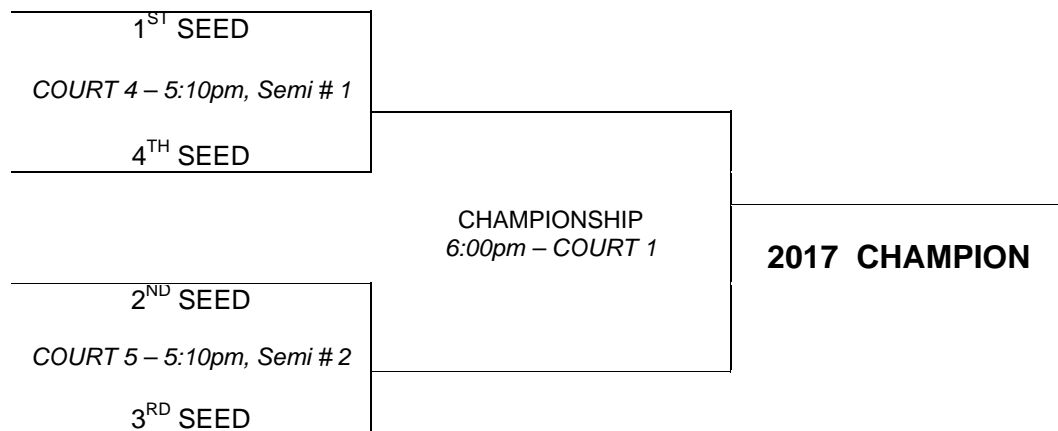 1ST SEED
COURT 4 – 5:10pm, Semi # 1
4TH SEED
CHAMPIONSHIP
6:00pm – COURT 1
2017 CHAMPION
2ND SEED
COURT 5 – 5:10pm, Semi # 2
3RD SEED